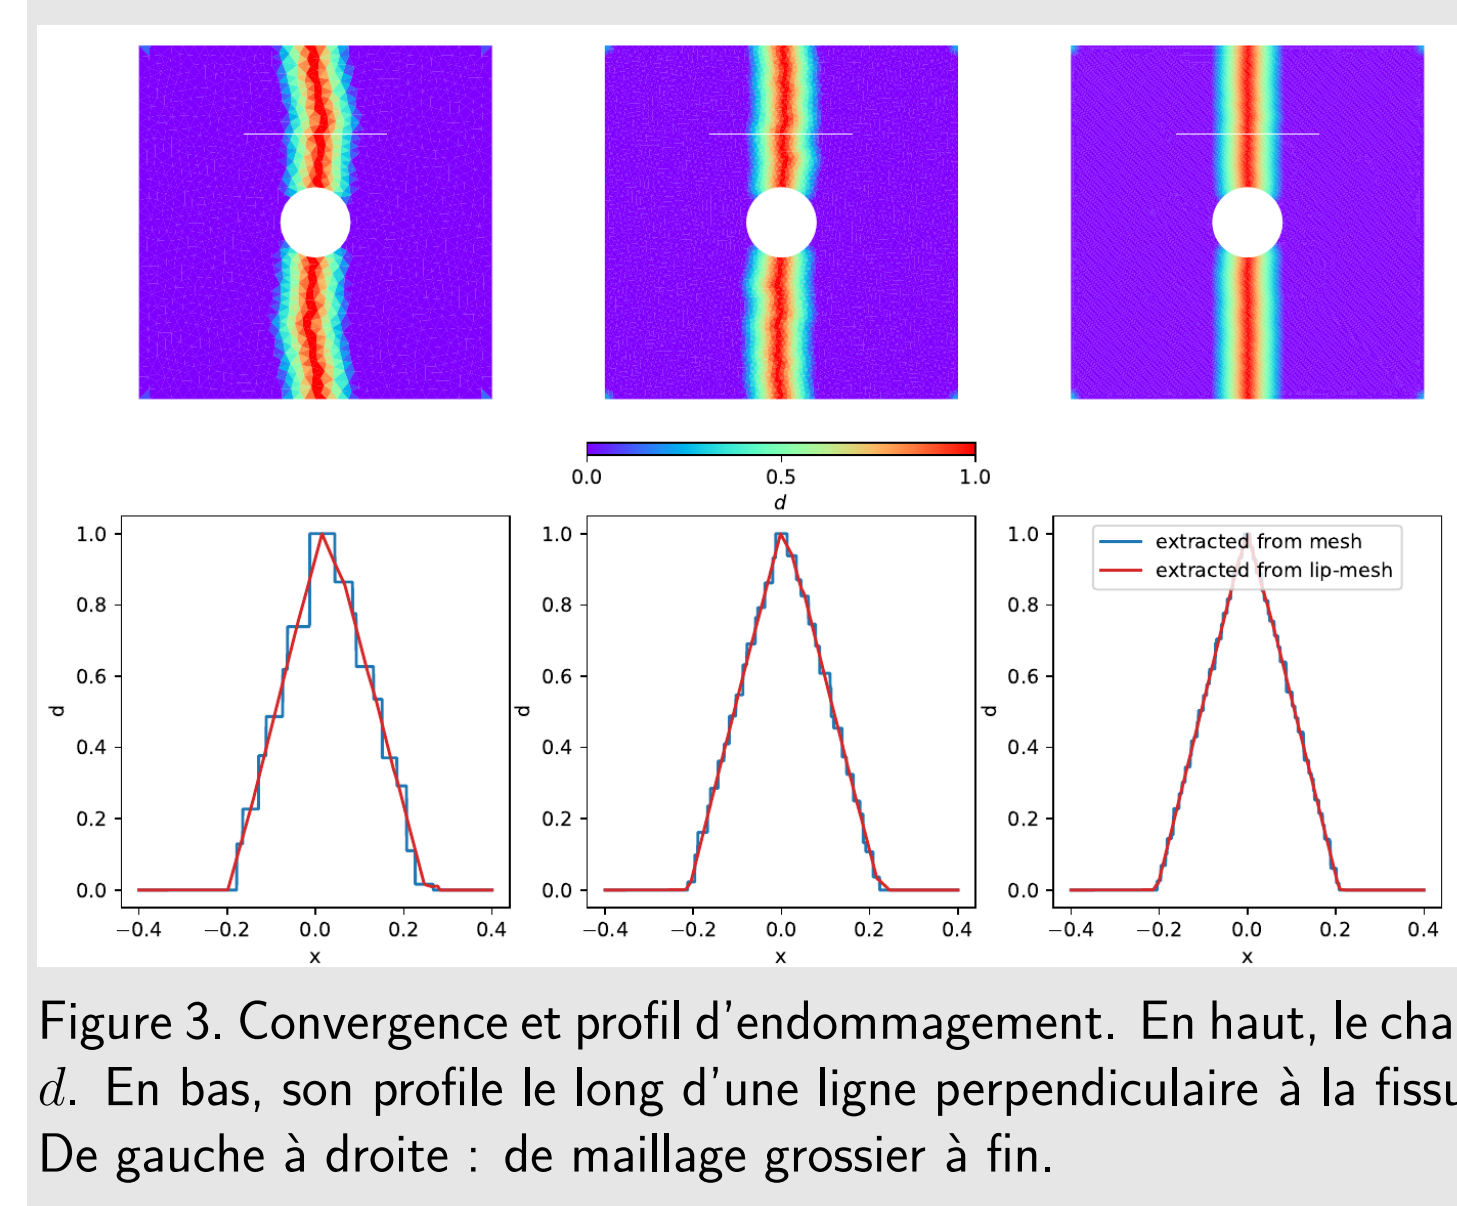 0.0 0.5 1.0
d
1.0 0.8 0.6 0.4 0.2 0.0
d
−0.4 −0.2 0.0 0.2 0.4
x
1.0 0.8 0.6 0.4 0.2 0.0
d
−0.4 −0.2 0.0 0.2 0.4
x
1.0 0.8 0.6 0.4 0.2 0.0
d
extracted from mesh
extracted from lip-mesh
−0.4 −0.2 0.0 0.2 0.4
x
Figure 3. Convergence et profil d'endommagement. En haut, le cha
d. En bas, son profile le long d'une ligne perpendiculaire à la fissu
De gauche à droite : de maillage grossier à fin.